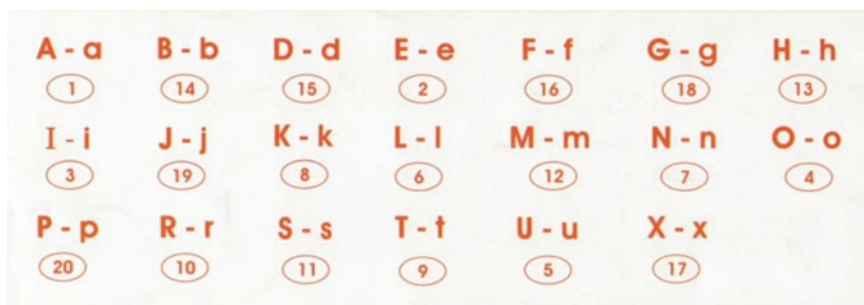 A - a B - b D - d E - e F - f G - g H - h
1 14 15 2 16 18 13
I - i J - j K - k L - l M - m N - n O - o
3 19 8 6 12 7 4
P - p R - r S - s T - t U - u X - x
20 10 11 9 5 17